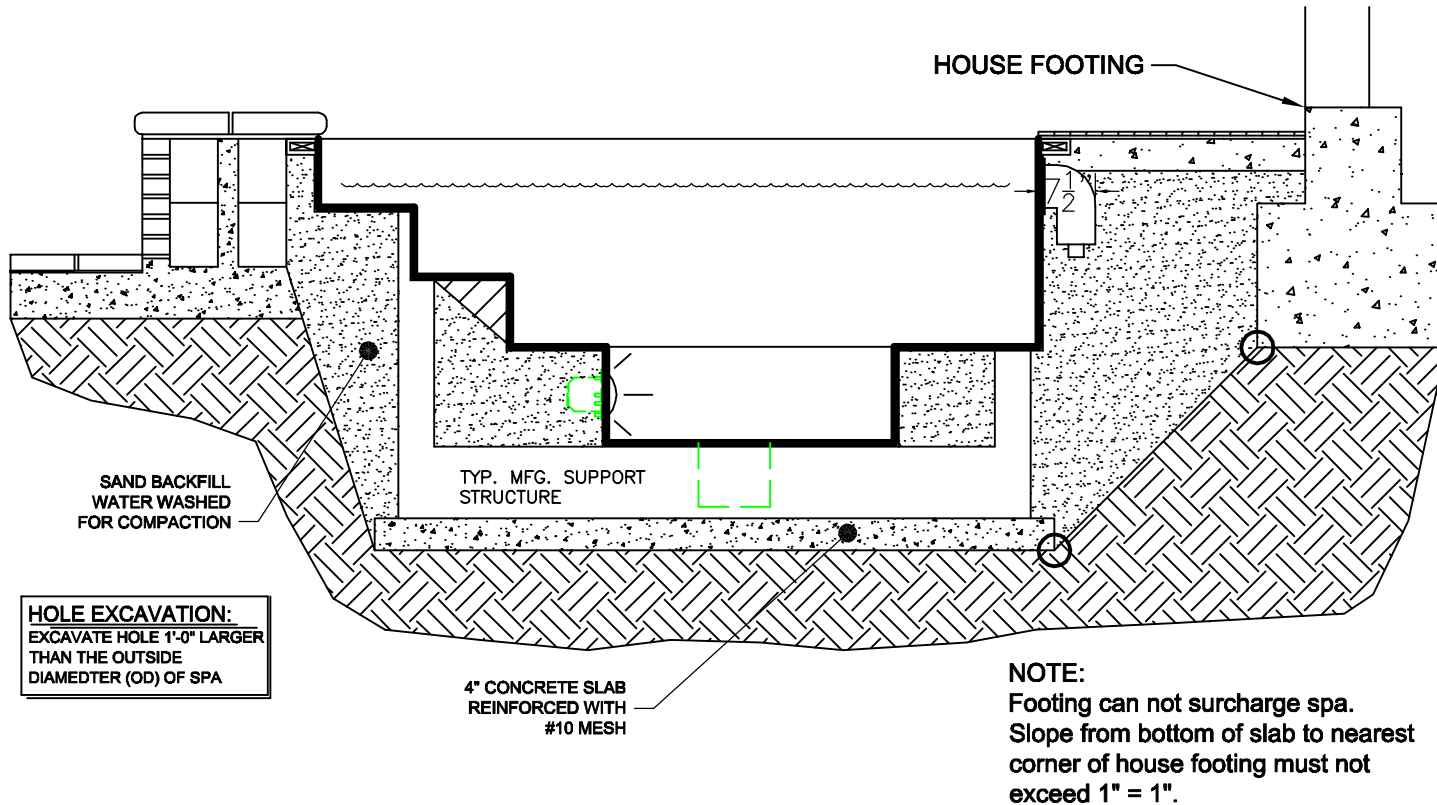 HOUSE FOOTING
7 1/2"
SAND BACKFILL
WATER WASHED
FOR COMPACTION
TYP. MFG. SUPPORT
STRUCTURE
HOLE EXCAVATION:
EXCAVATE HOLE 1'-0" LARGER
THAN THE OUTSIDE
DIAMEDTER (OD) OF SPA
4" CONCRETE SLAB
REINFORCED WITH
#10 MESH
NOTE:
Footing can not surcharge spa.
Slope from bottom of slab to nearest
corner of house footing must not
exceed 1" = 1".